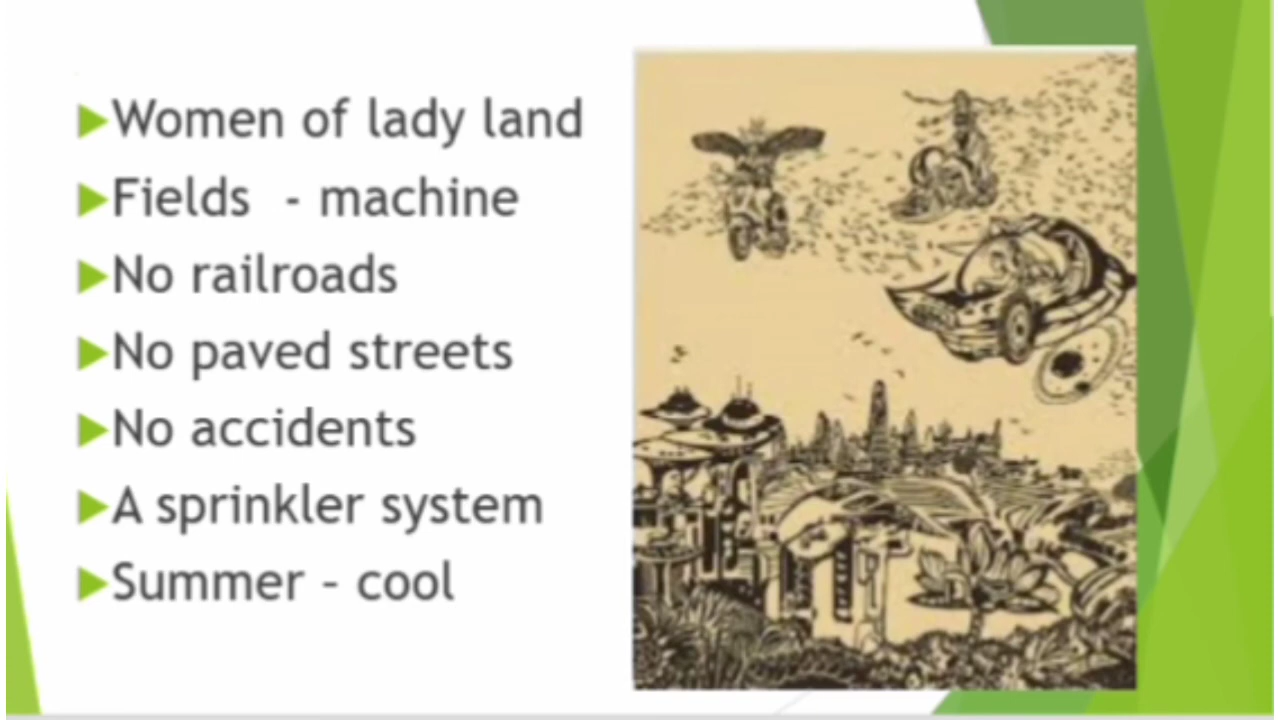 Women of lady land
Fields - machine
No railroads
No paved streets
No accidents
A sprinkler system
Summer – cool